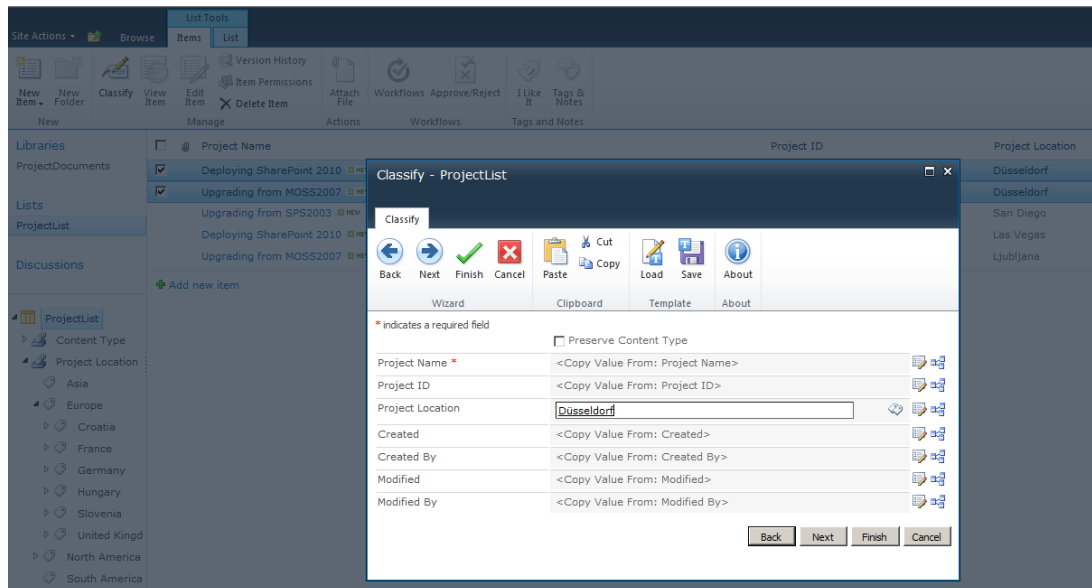 List Tools
Site Actions Browse Items List
New Item New Folder Classify View Item Edit Item Version History Item Permissions Delete Item Attach File Workflows Approve/Reject I Like It Tags & Notes
New Manage Actions Workflows Tags and Notes
Libraries
ProjectDocuments
Lists
ProjectList
Discussions
Project Name Project ID Project Location
Deploying SharePoint 2010 Düsseldorf
Upgrading from MOSS2007 Düsseldorf
Upgrading from SPS2003 NEW San Diego
Deploying SharePoint 2010 Las Vegas
Upgrading from MOSS2007 Ljubljana
Add new item
ProjectList
Content Type
Project Location
Asia
Europe
Croatia
France
Germany
Hungary
Slovenia
United Kingd
North America
South America
Classify - ProjectList
Classify
Back Next Finish Cancel Paste Cut Copy Load Save About
Wizard Clipboard Template About
* indicates a required field
Preserve Content Type
Project Name * <Copy Value From: Project Name>
Project ID <Copy Value From: Project ID>
Project Location Düsseldorf
Created <Copy Value From: Created>
Created By <Copy Value From: Created By>
Modified <Copy Value From: Modified>
Modified By <Copy Value From: Modified By>
Back Next Finish Cancel